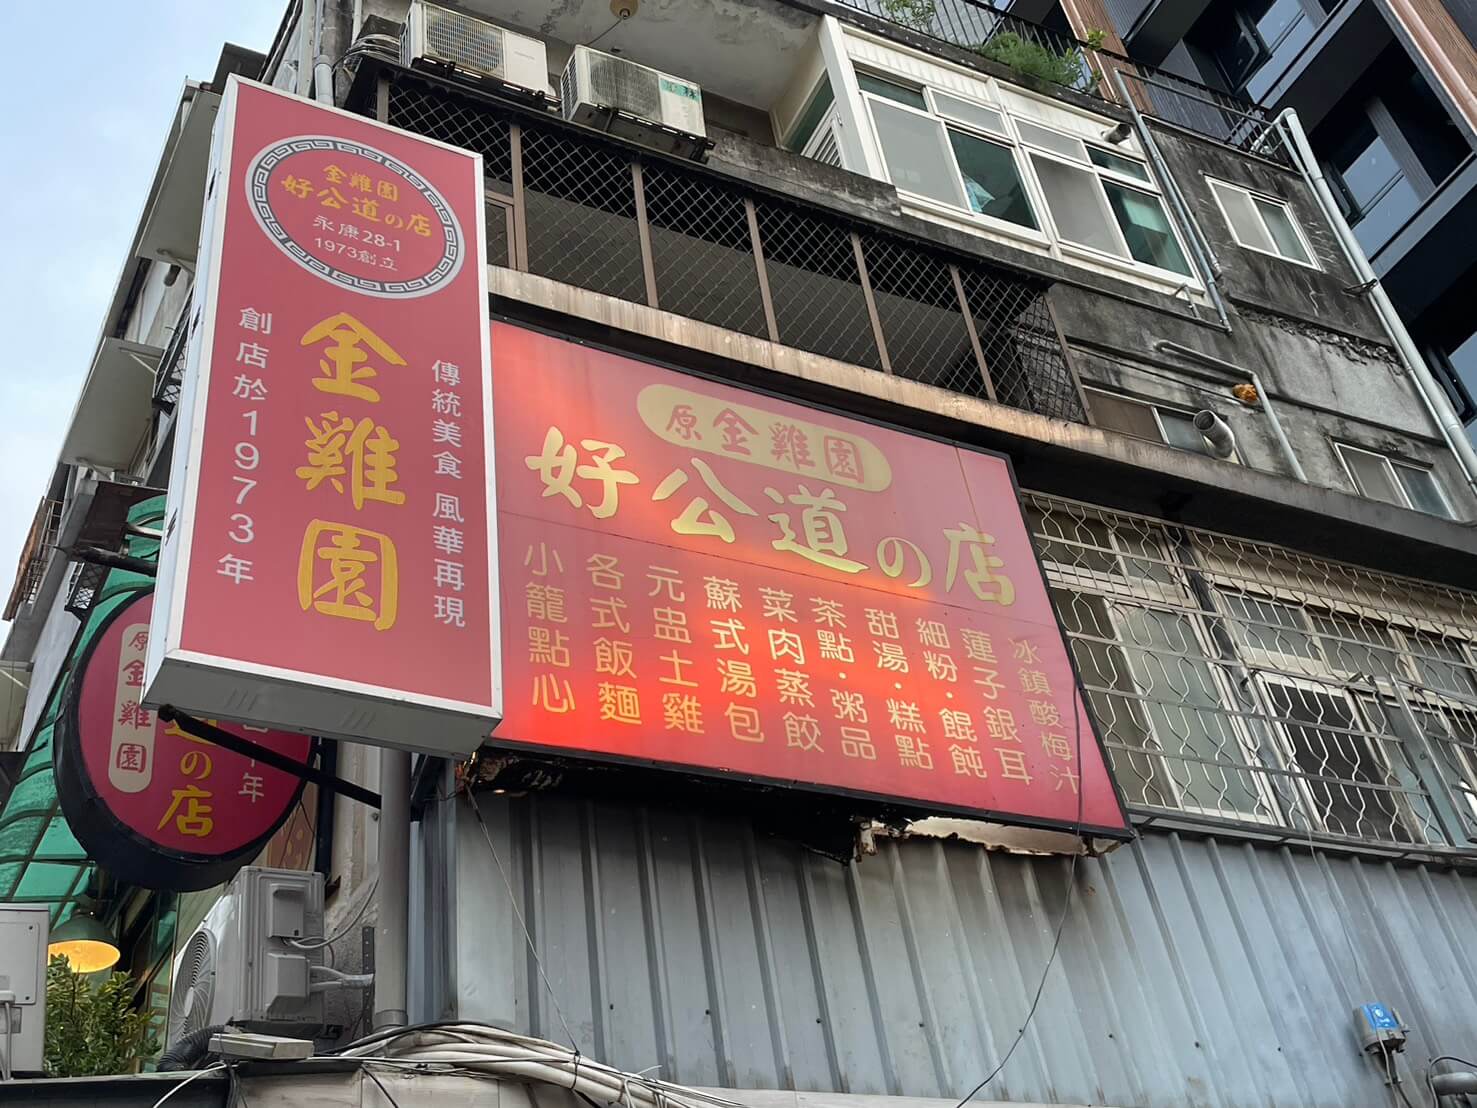 金雞園
好公道の店
永康28-1
1973創立
傳統美食 風華再現
金雞園
創店於1973年
原金雞園
好公道の店
小籠點心
各式飯麵
元盅土雞
蘇式湯包
菜肉蒸餃
茶點·粥品
甜湯·糕點
細粉·餛飩
蓮子銀耳
冰鎮酸梅汁
原金雞園
道の店
年